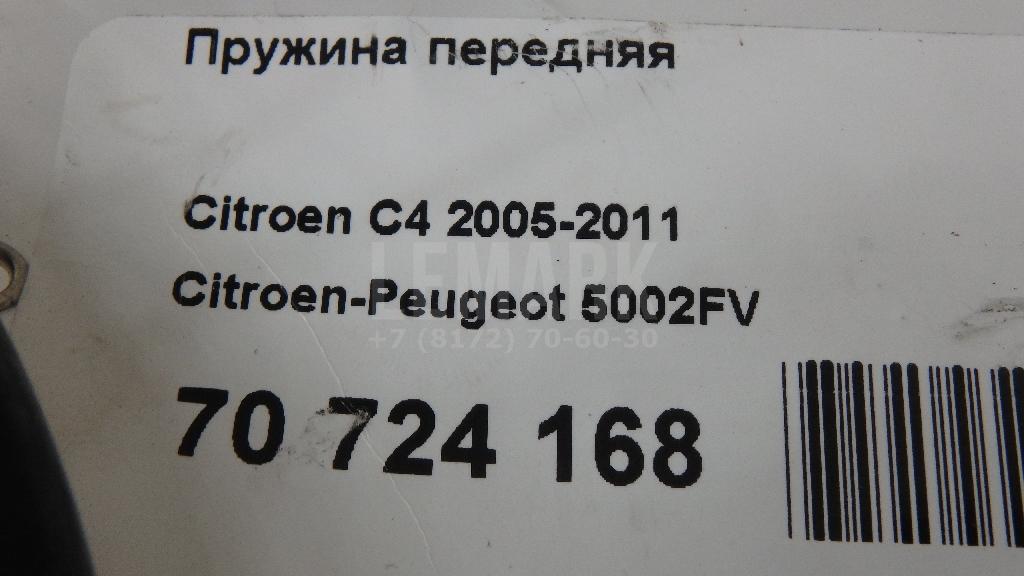 Пружина передняя
Citroen C4 2005-2011
LEMARK
Citroen-Peugeot 5002FV
+7 (8172) 70-60-30
70 724 168